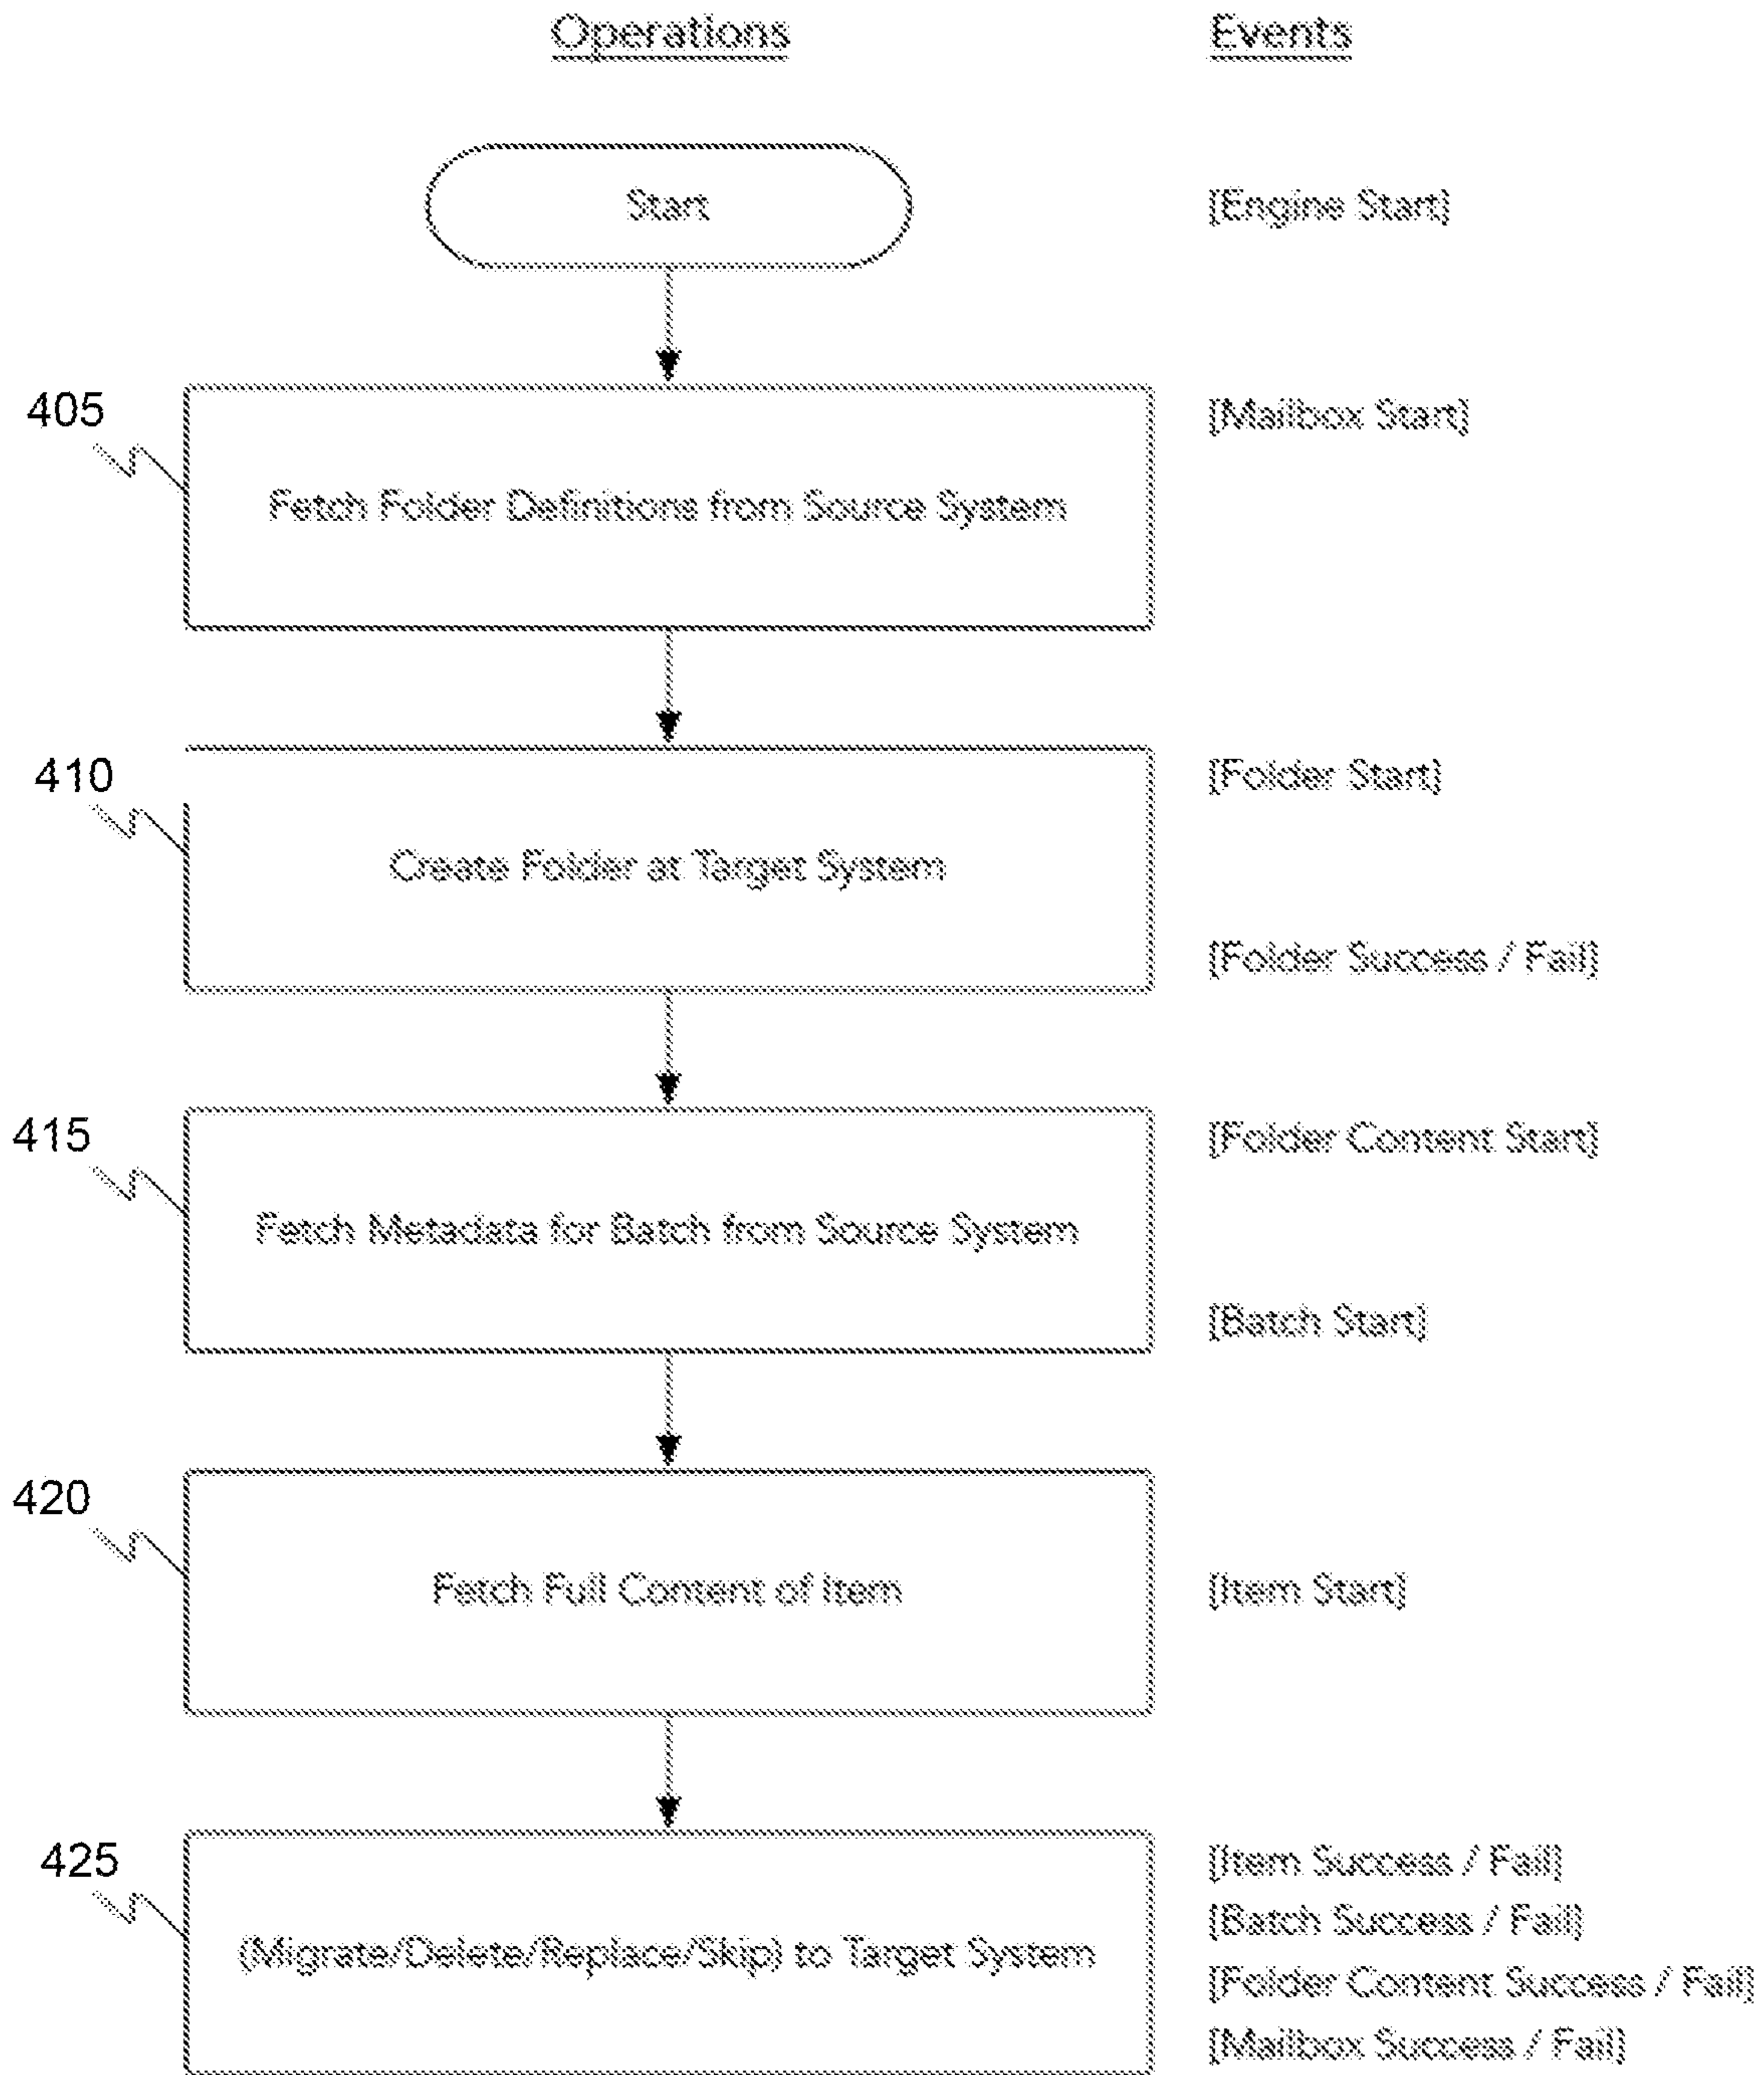 Operations Events
Start [Engine Start]
405 [Mailbox Start]
Fetch Folder Definitions from Source System
410 [Folder Start]
Create Folder at Target System
[Folder Success / Fail]
415 [Folder Content Start]
Fetch Metadata for Batch from Source System
[Batch Start]
420
Fetch Full Content of Item [Item Start]
425 [Item Success / Fail]
[Batch Success / Fail]
(Migrate/Delete/Replace/Skip) to Target System
[Folder Content Success / Fail]
[Mailbox Success / Fail]